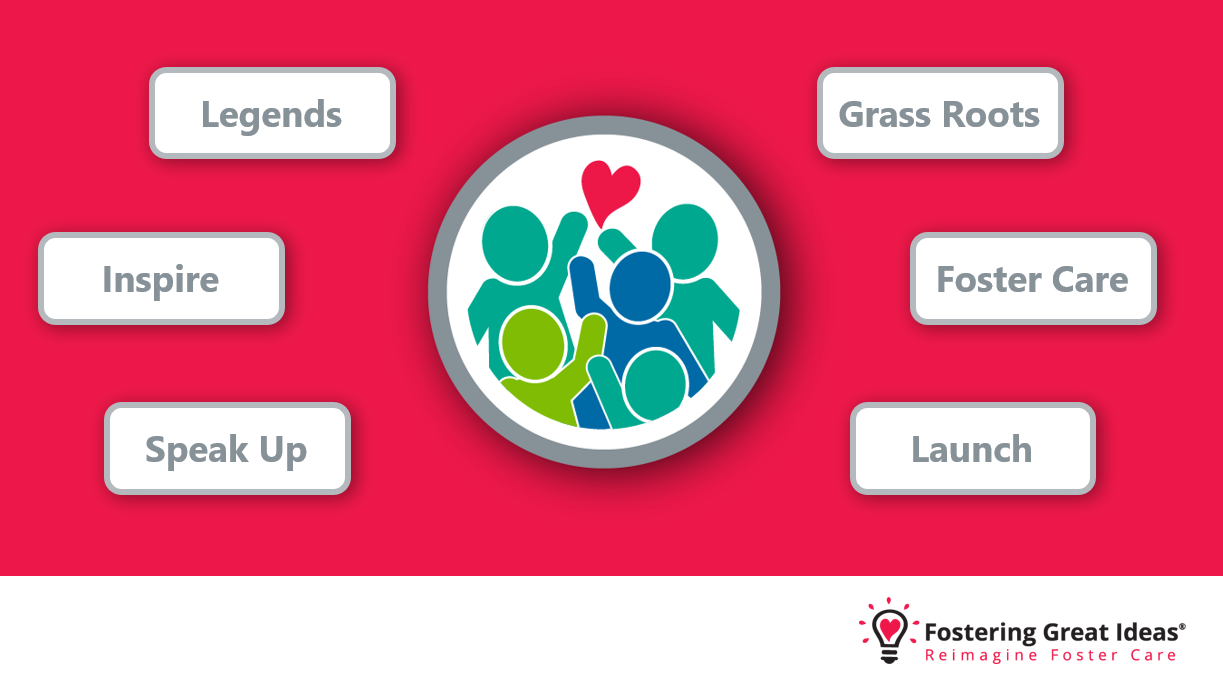 Legends
Grass Roots
Inspire
Foster Care
Speak Up
Launch
Fostering Great Ideas®
Reimagine Foster Care